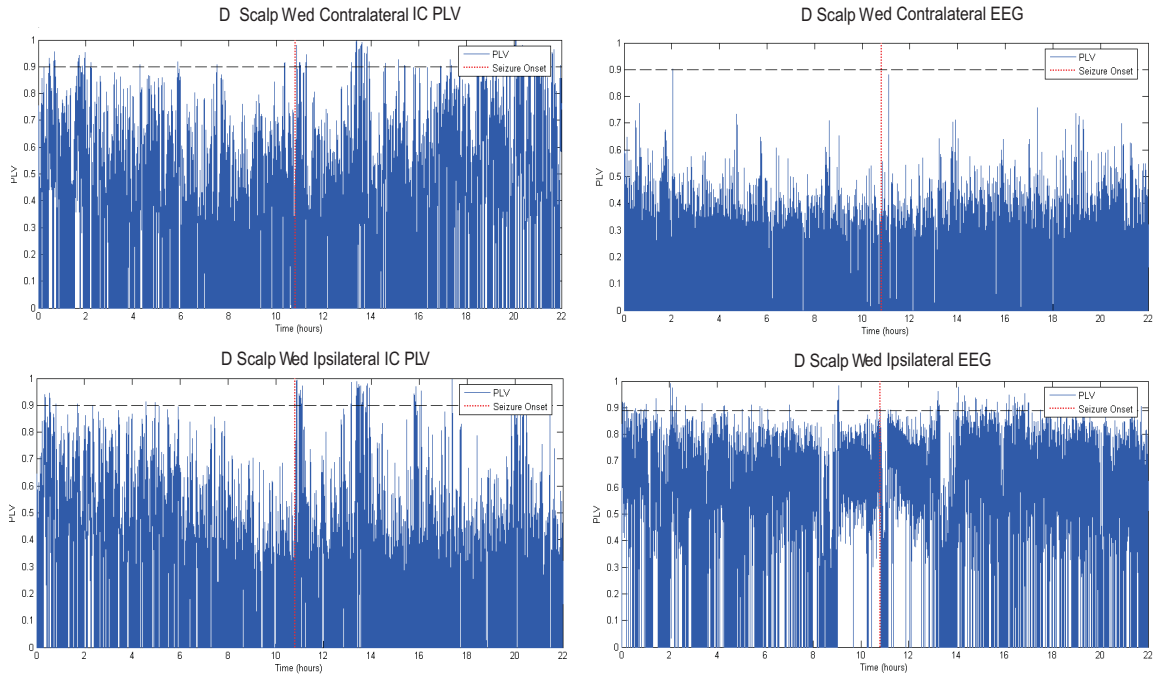 D Scalp Wed Contralateral IC PLV
1
0.9
0.8
0.7
0.6
0.5
0.4
0.3
0.2
0.1
0
PLV
PLV
Seizure Onset
0 2 4 6 8 10 12 14 16 18 20 22
Time (hours)
D Scalp Wed Contralateral EEG
1
0.9
0.8
0.7
0.6
0.5
0.4
0.3
0.2
0.1
0
PLV
PLV
Seizure Onset
0 2 4 6 8 10 12 14 16 18 20 22
Time (hours)
D Scalp Wed Ipsilateral IC PLV
1
0.9
0.8
0.7
0.6
0.5
0.4
0.3
0.2
0.1
0
PLV
PLV
Seizure Onset
0 2 4 6 8 10 12 14 16 18 20 22
Time (hours)
D Scalp Wed Ipsilateral EEG
1
0.9
0.8
0.7
0.6
0.5
0.4
0.3
0.2
0.1
0
PLV
PLV
Seizure Onset
0 2 4 6 8 10 12 14 16 18 20 22
Time (hours)